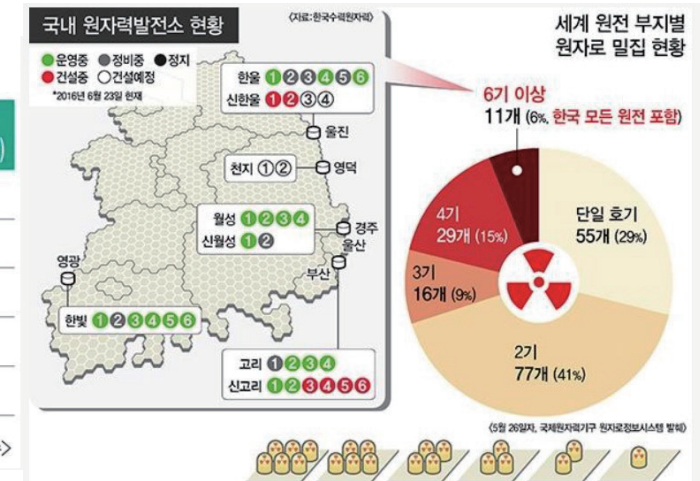 국내 원자력발전소 현황
〈자료:한국수력원자력〉
운영중 정비중 정지
건설중 건설예정
*2016년 6월 23일 현재
한울 1 2 3 4 5 6
신한울 1 2 3 4
울진
천지 1 2
영덕
월성 1 2 3 4
신월성 1 2
경주
울산
부산
영광
한빛 1 2 3 4 5 6
고리 1 2 3 4
신고리 1 2 3 4 5 6
세계 원전 부지별
원자로 밀집 현황
6기 이상
11개 (6%, 한국 모든 원전 포함)
4기
29개 (15%)
단일 호기
55개 (29%)
3기
16개 (9%)
2기
77개 (41%)
〈5월 26일자, 국제원자력기구 원자로정보시스템 발췌〉